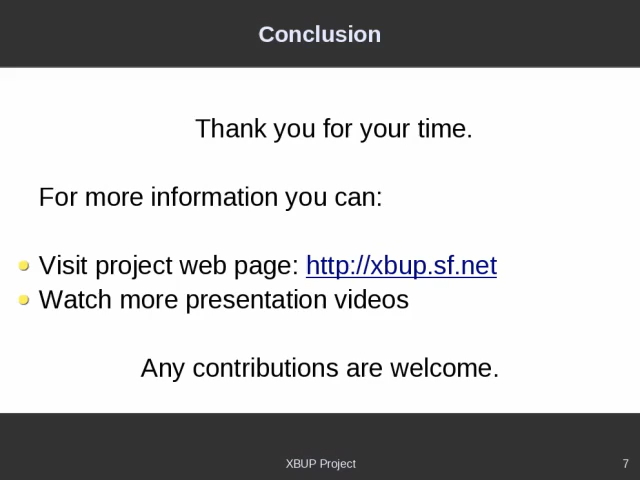 Conclusion
Thank you for your time.
For more information you can:
Visit project web page: http://xbup.sf.net
Watch more presentation videos
Any contributions are welcome.
XBUP Project
7